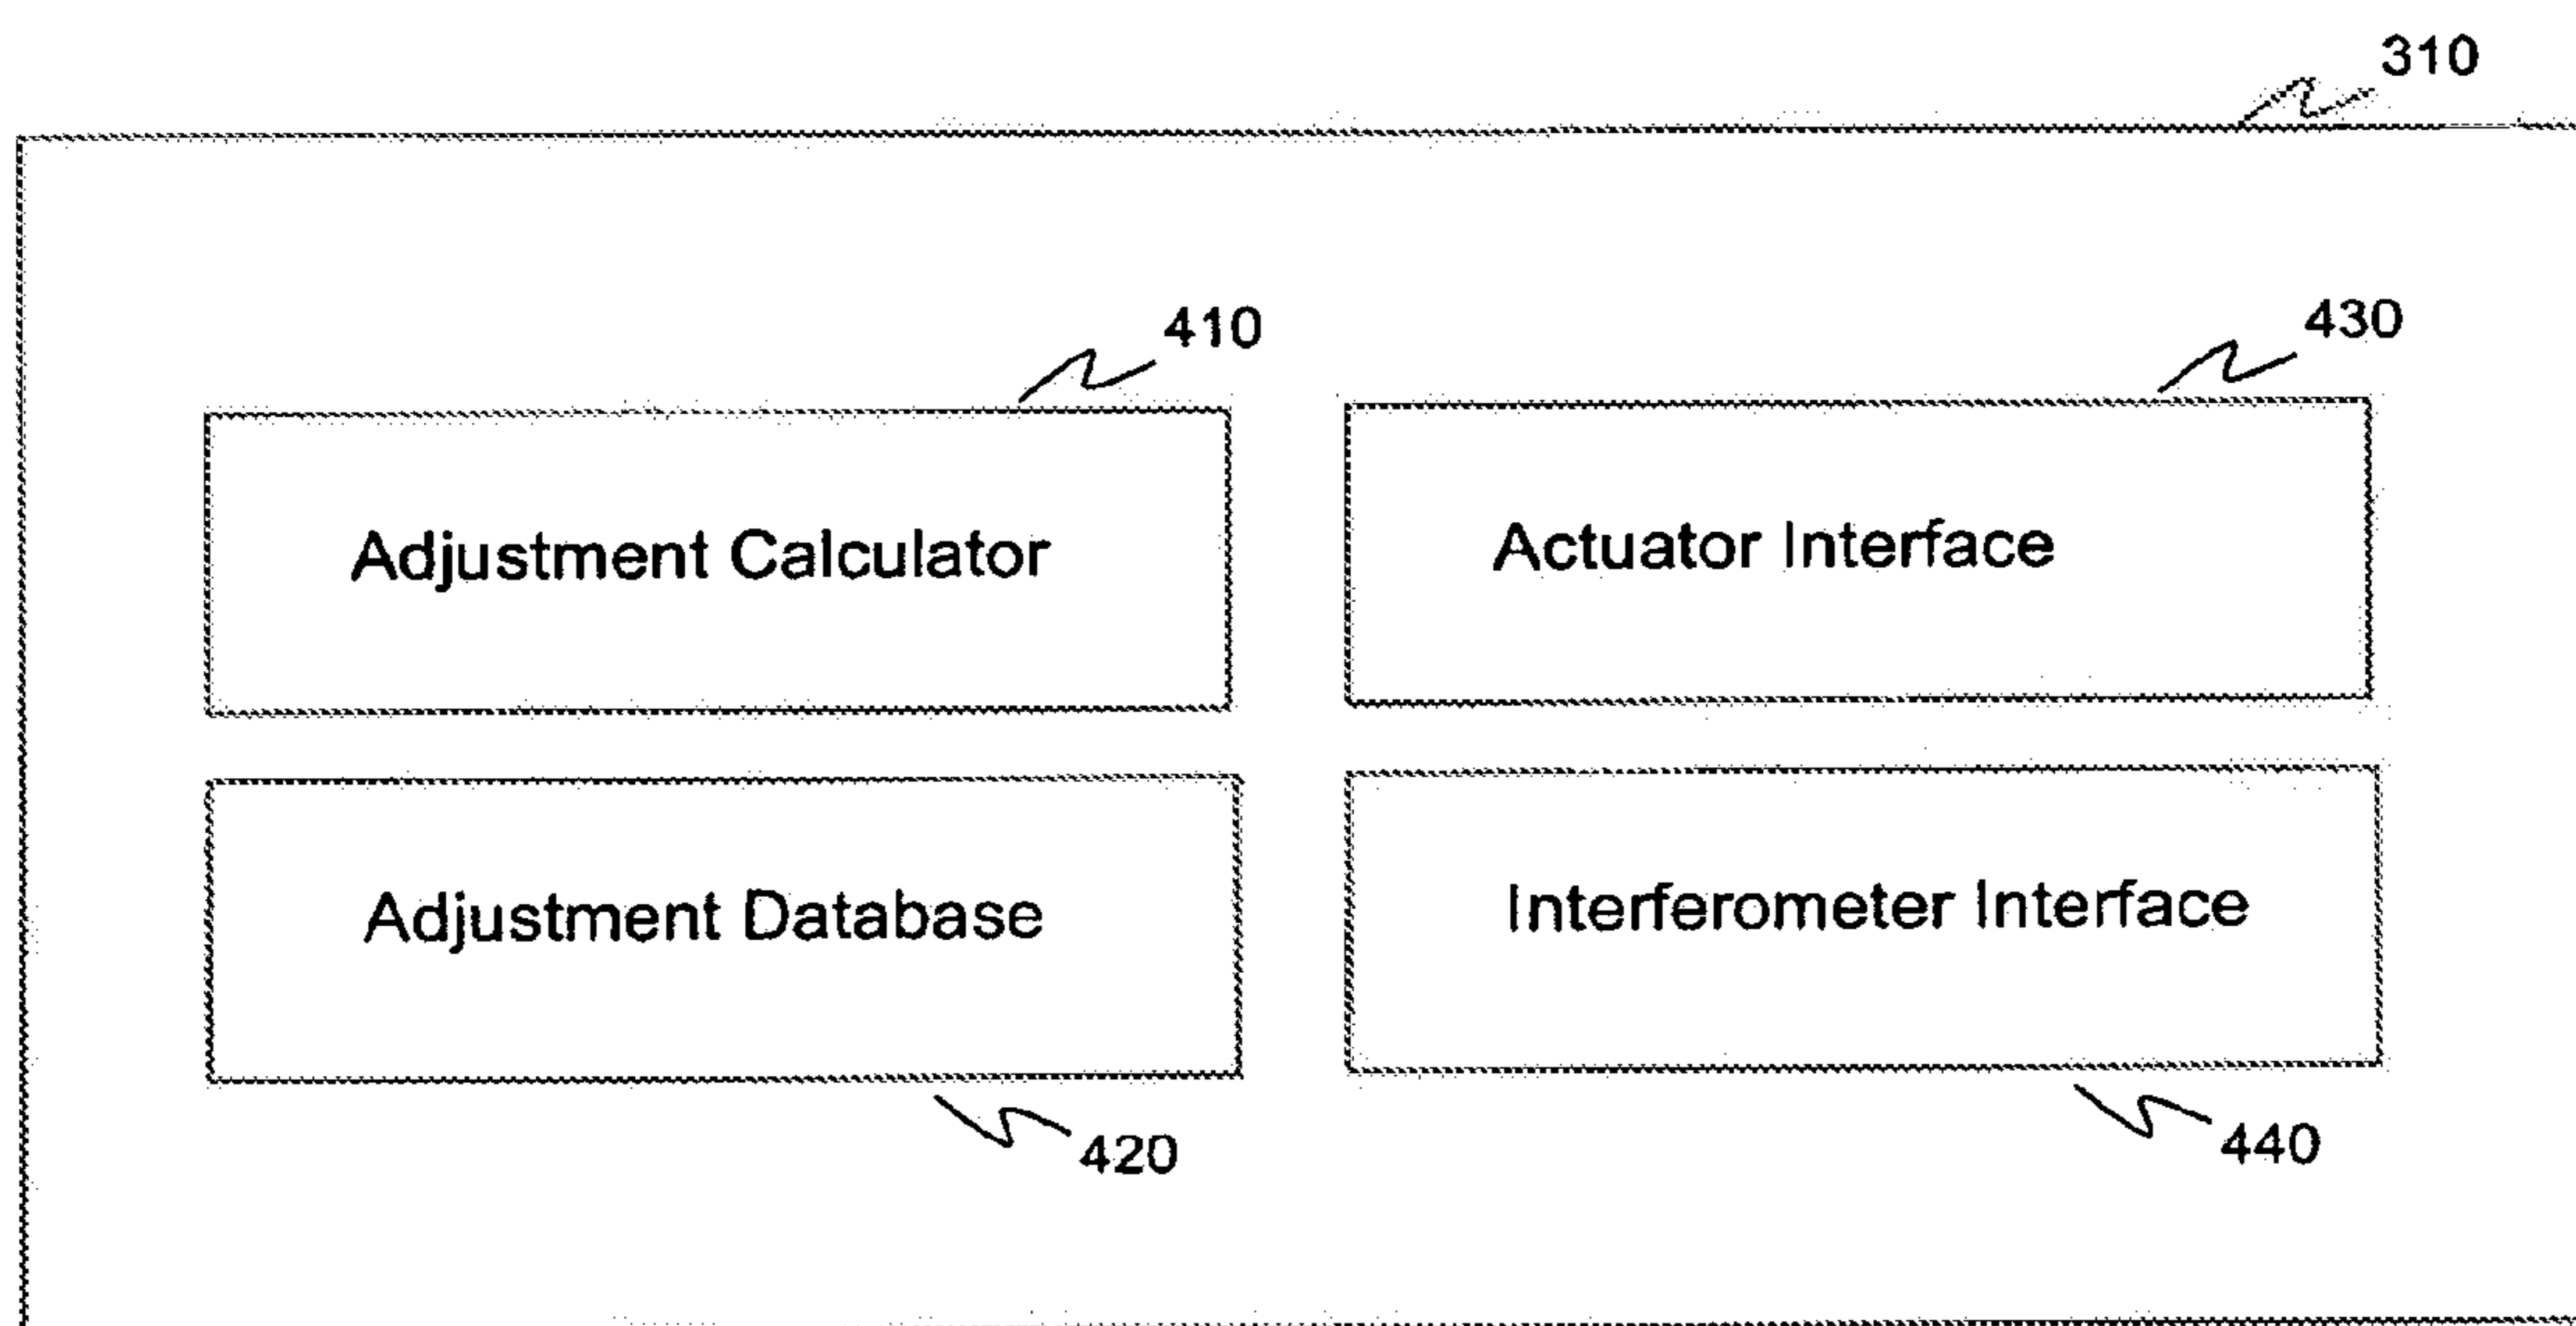 310
410
430
Adjustment Calculator
Actuator Interface
Adjustment Database
Interferometer Interface
420
440